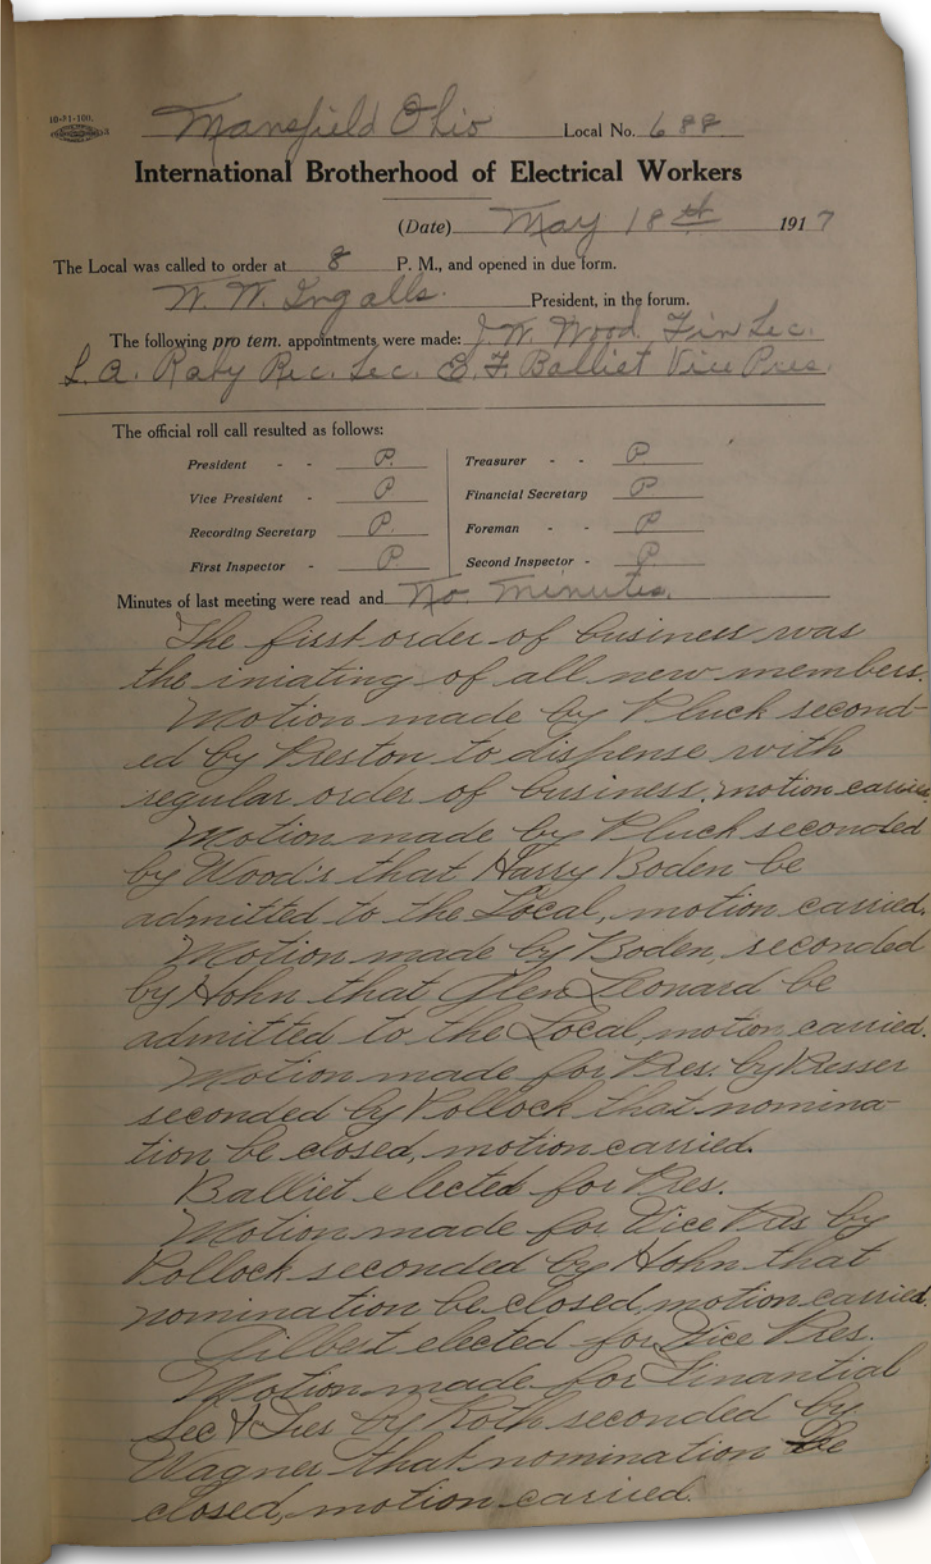 10-21-100.
Mansfield Ohio Local No. 688
International Brotherhood of Electrical Workers
(Date) May 18th 1917
The Local was called to order at 8 P. M., and opened in due form.
W. W. Ingalls. President, in the forum.
The following pro tem. appointments were made: J. W. Wood, Fin Sec.
L. A. Raby Rec. Sec. E. F. Balliet Vice Pres.
The official roll call resulted as follows:
President - - P. Treasurer - - P
Vice President - P Financial Secretary P
Recording Secretary P. Foreman - - P
First Inspector - P. Second Inspector - P.
Minutes of last meeting were read and No Minutes.
The first order of business was
the iniating of all new members.
Motion made by Pluck second-
ed by Preston to dispense with
regular order of business, motion carried.
Motion made by Pluck seconded
by Wood's that Harry Boden be
admitted to the Local, motion carried.
Motion made by Boden, seconded
by Hohn that Glen Leonard be
admitted to the Local, motion carried.
Motion made for Pres. by Resser
seconded by Pollock that nomina-
tion be closed, motion carried.
Balliet elected for Pres.
Motion made for Vice Pres by
Pollock seconded by Hohn that
nomination be closed, motion carried.
Gilbert elected for Vice Pres.
Motion made for Finantial
Sec & Tres by Roth seconded by
Wagner that nomination be
closed, motion carried.